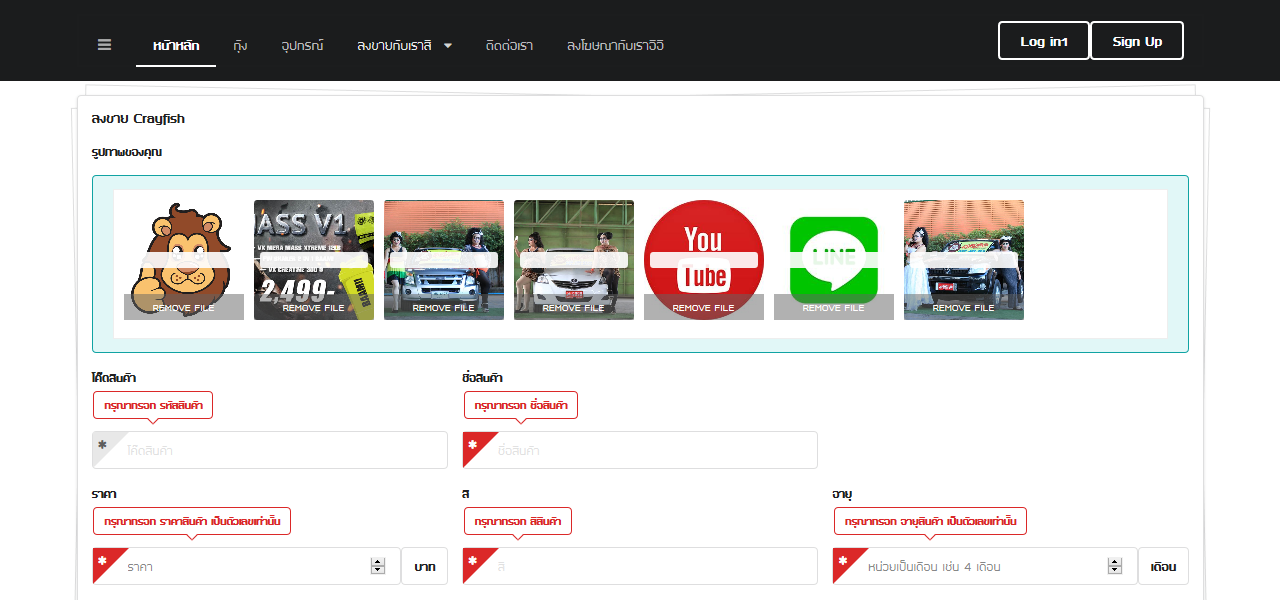 หน้าหลัก กุ้ง อุปกรณ์ ลงขายกับเราสิ ติดต่อเรา ลงโฆษณากับเราฮิฮิ Log in1 Sign Up
ลงขาย Crayfish
รูปภาพของคุณ
ASS V1
VX MERA MASS XTREME 12LB
VX CREATINE 300 G
2,499-
You
Tube
LINE
REMOVE FILE REMOVE FILE REMOVE FILE REMOVE FILE REMOVE FILE REMOVE FILE REMOVE FILE
โค๊ดสินค้า ชื่อสินค้า
กรุณากรอก รหัสสินค้า กรุณากรอก ชื่อสินค้า
โค๊ดสินค้า ชื่อสินค้า
ราคา สี อายุ
กรุณากรอก ราคาสินค้า เป็นตัวเลขเท่านั้น กรุณากรอก สีสินค้า กรุณากรอก อายุสินค้า เป็นตัวเลขเท่านั้น
ราคา บาท สี หน่วยเป็นเดือน เช่น 4 เดือน เดือน